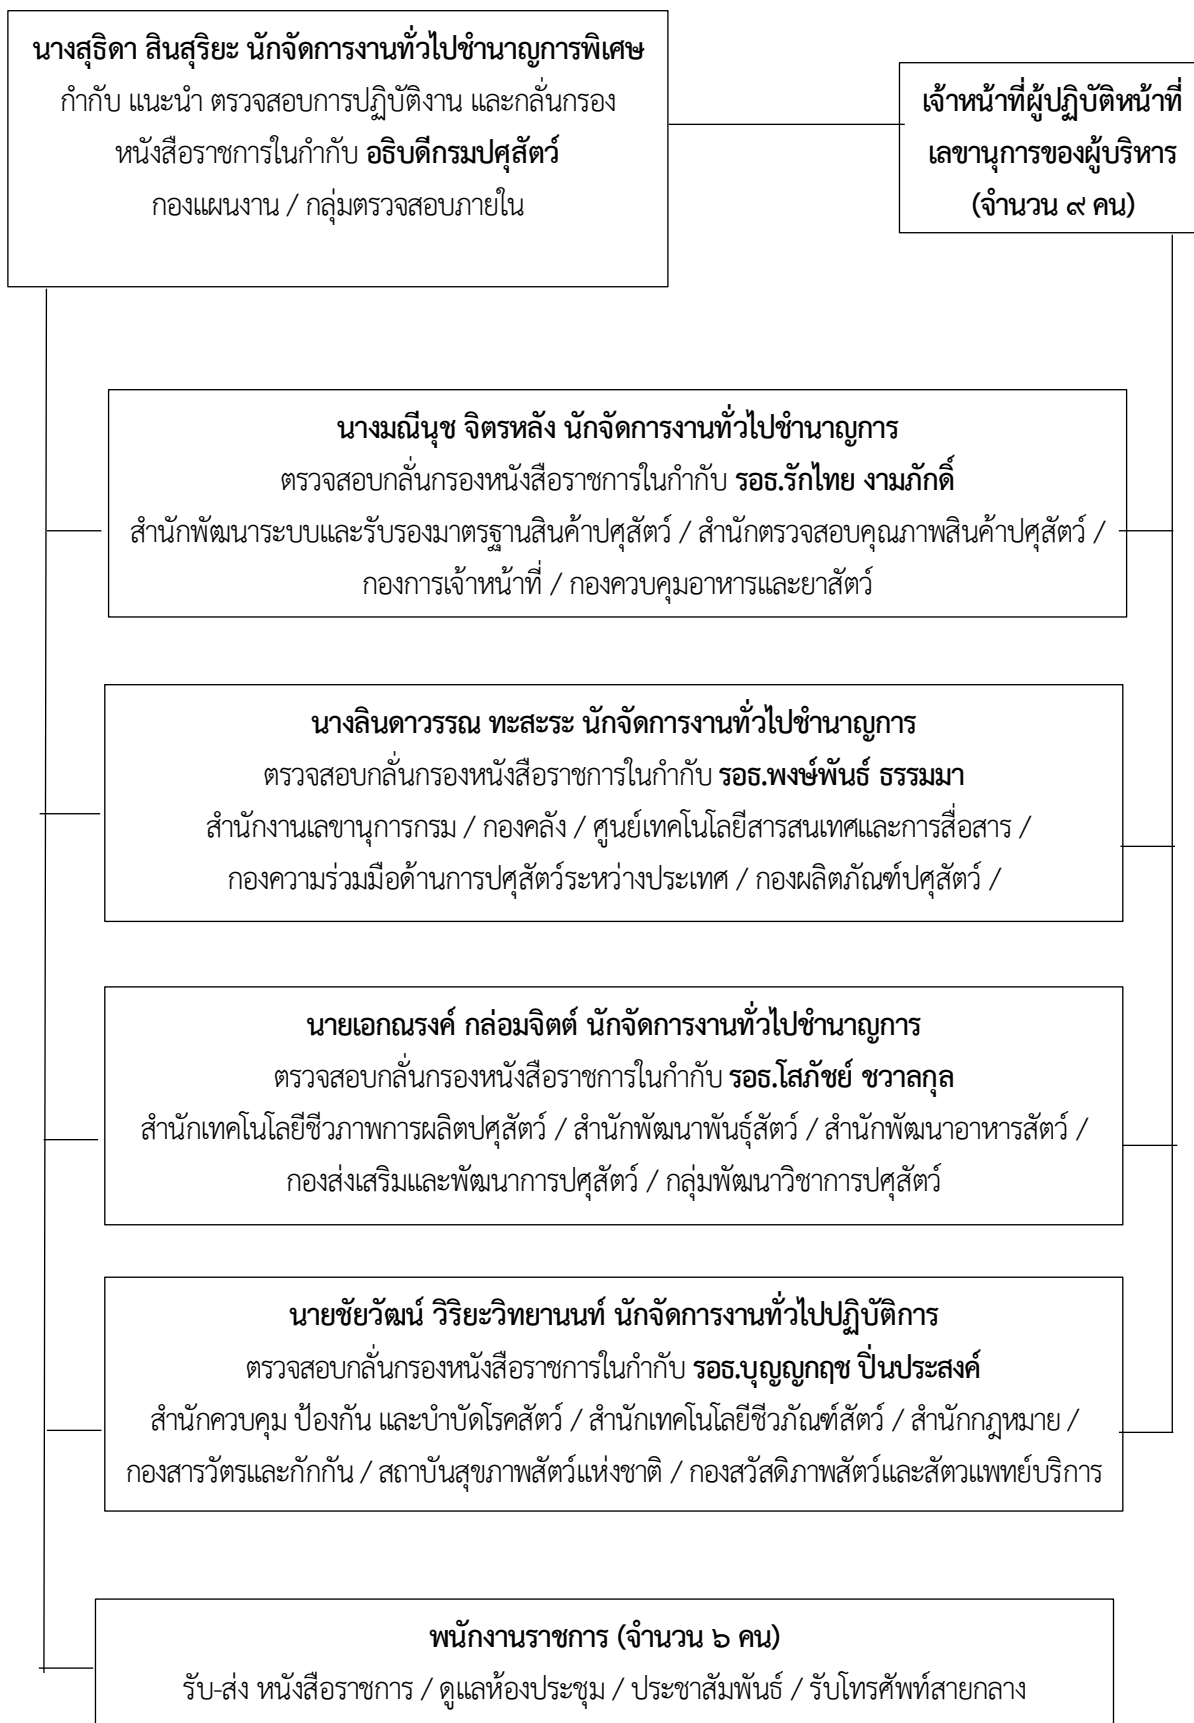 นางสุธิดา สินสุริยะ นักจัดการงานทั่วไปชำนาญการพิเศษ
กำกับ แนะนำ ตรวจสอบการปฏิบัติงาน และกลั่นกรอง
หนังสือราชการในกำกับ อธิบดีกรมปศุสัตว์
กองแผนงาน / กลุ่มตรวจสอบภายใน
เจ้าหน้าที่ผู้ปฏิบัติหน้าที่
เลขานุการของผู้บริหาร
(จำนวน ๙ คน)
นางมณีนุช จิตรหลัง นักจัดการงานทั่วไปชำนาญการ
ตรวจสอบกลั่นกรองหนังสือราชการในกำกับ รอธ.รักไทย งามภักดิ์
สำนักพัฒนาระบบและรับรองมาตรฐานสินค้าปศุสัตว์ / สำนักตรวจสอบคุณภาพสินค้าปศุสัตว์ /
กองการเจ้าหน้าที่ / กองควบคุมอาหารและยาสัตว์
นางลินดาวรรณ ทะสะระ นักจัดการงานทั่วไปชำนาญการ
ตรวจสอบกลั่นกรองหนังสือราชการในกำกับ รอธ.พงษ์พันธ์ ธรรมมา
สำนักงานเลขานุการกรม / กองคลัง / ศูนย์เทคโนโลยีสารสนเทศและการสื่อสาร /
กองความร่วมมือด้านการปศุสัตว์ระหว่างประเทศ / กองผลิตภัณฑ์ปศุสัตว์ /
นายเอกณรงค์ กล่อมจิตต์ นักจัดการงานทั่วไปชำนาญการ
ตรวจสอบกลั่นกรองหนังสือราชการในกำกับ รอธ.โสภัชย์ ชวาลกุล
สำนักเทคโนโลยีชีวภาพการผลิตปศุสัตว์ / สำนักพัฒนาพันธุ์สัตว์ / สำนักพัฒนาอาหารสัตว์ /
กองส่งเสริมและพัฒนาการปศุสัตว์ / กลุ่มพัฒนาวิชาการปศุสัตว์
นายชัยวัฒน์ วิริยะวิทยานนท์ นักจัดการงานทั่วไปปฏิบัติการ
ตรวจสอบกลั่นกรองหนังสือราชการในกำกับ รอธ.บุญญกฤช ปิ่นประสงค์
สำนักควบคุม ป้องกัน และบำบัดโรคสัตว์ / สำนักเทคโนโลยีชีวภัณฑ์สัตว์ / สำนักกฎหมาย /
กองสารวัตรและกักกัน / สถาบันสุขภาพสัตว์แห่งชาติ / กองสวัสดิภาพสัตว์และสัตวแพทย์บริการ
พนักงานราชการ (จำนวน ๖ คน)
รับ-ส่ง หนังสือราชการ / ดูแลห้องประชุม / ประชาสัมพันธ์ / รับโทรศัพท์สายกลาง